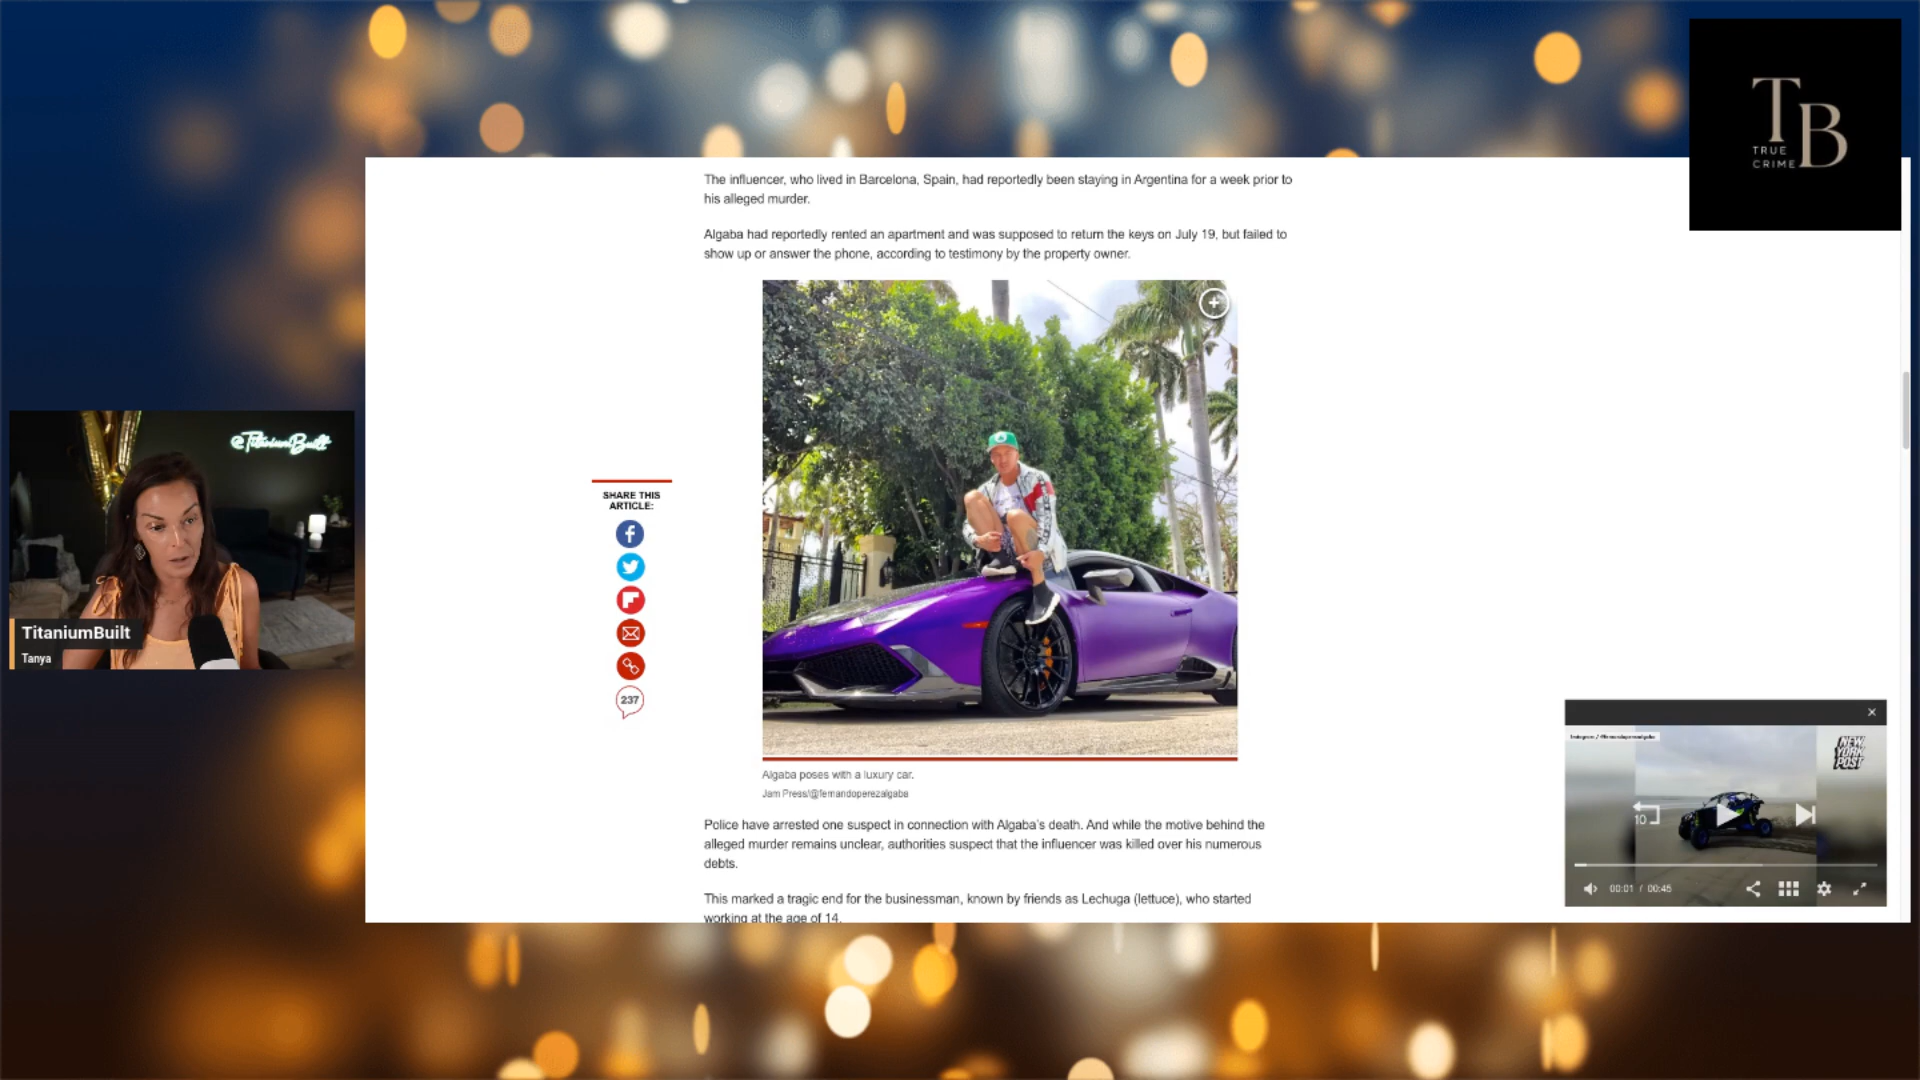 T
B
TRUE
CRIME
The influencer, who lived in Barcelona, Spain, had reportedly been staying in Argentina for a week prior to
his alleged murder.
Algaba had reportedly rented an apartment and was supposed to return the keys on July 19, but failed to
show up or answer the phone, according to testimony by the property owner.
@TitaniumBuilt
TitaniumBuilt
Tanya
SHARE THIS
ARTICLE:
237
Algaba poses with a luxury car.
Jam Press/@fernandoperezalgaba
Police have arrested one suspect in connection with Algaba's death. And while the motive behind the
alleged murder remains unclear, authorities suspect that the influencer was killed over his numerous
debts.
This marked a tragic end for the businessman, known by friends as Lechuga (lettuce), who started
working at the age of 14.
Instagram / @fernandoperezalgaba
NEW
YORK
POST
10
00:01 / 00:45